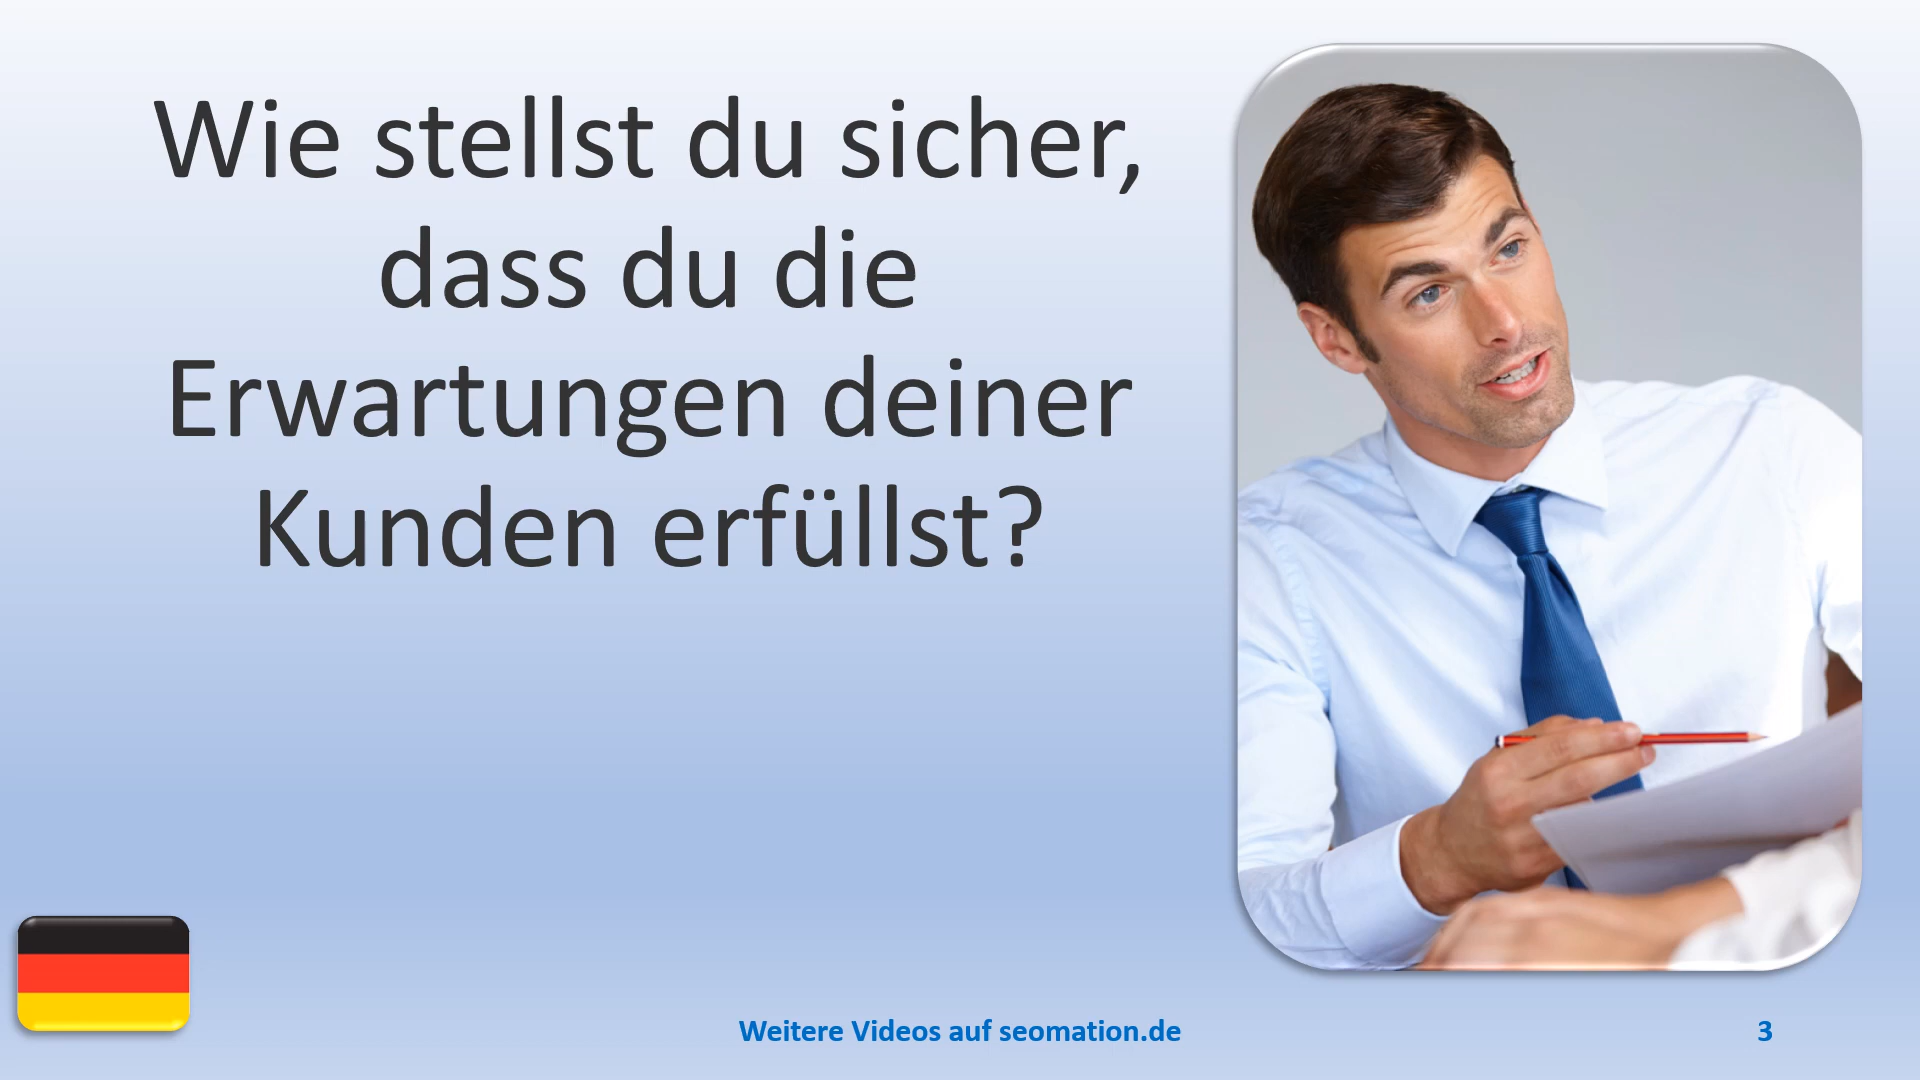 Wie stellst du sicher,
dass du die
Erwartungen deiner
Kunden erfüllst?
Weitere Videos auf seomation.de
3